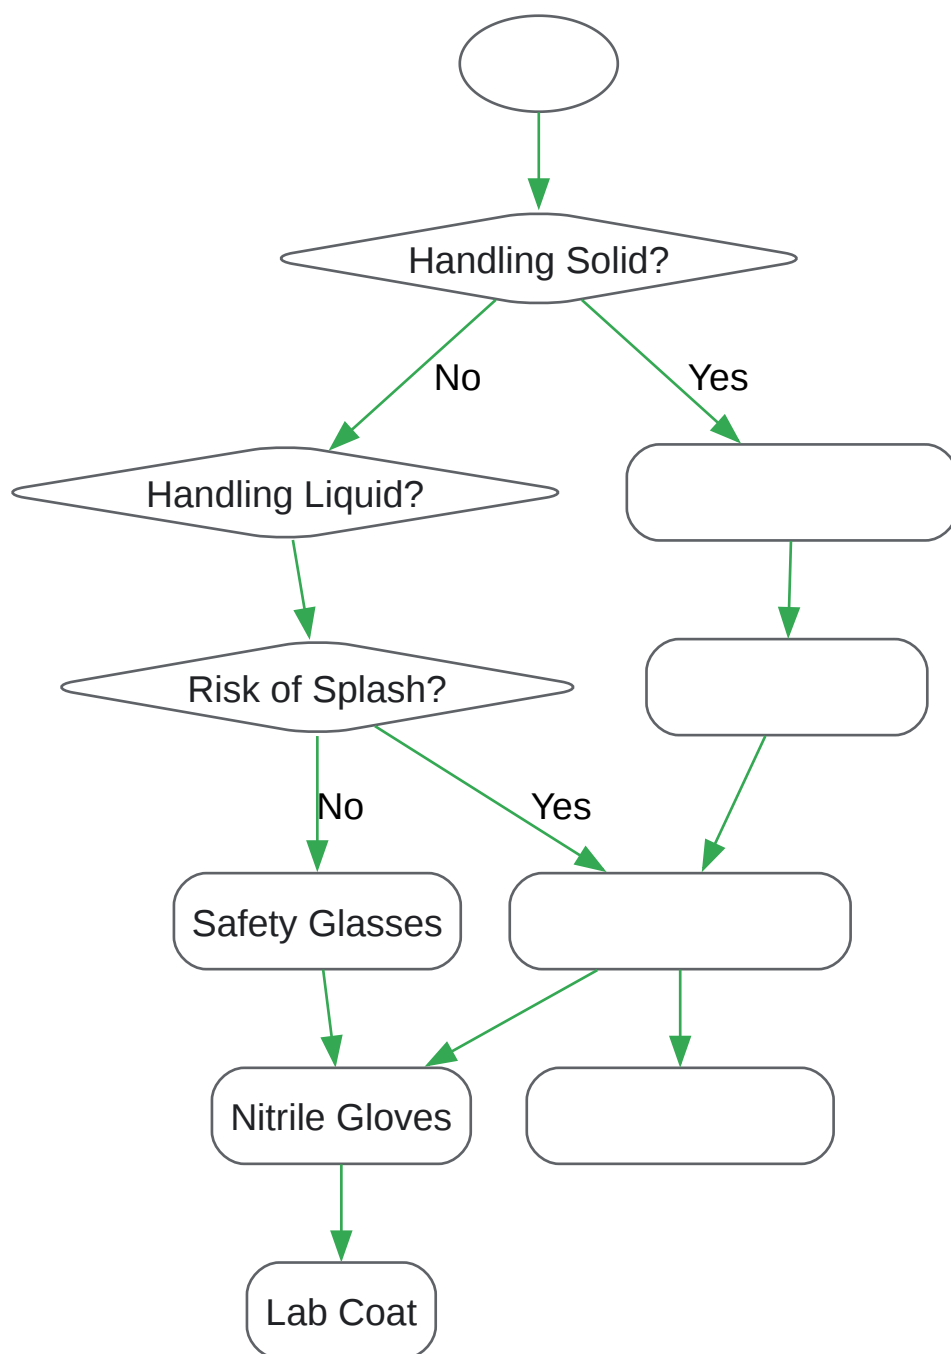 Handling Solid?
No
Yes
Handling Liquid?
Risk of Splash?
No
Yes
Safety Glasses
Nitrile Gloves
Lab Coat